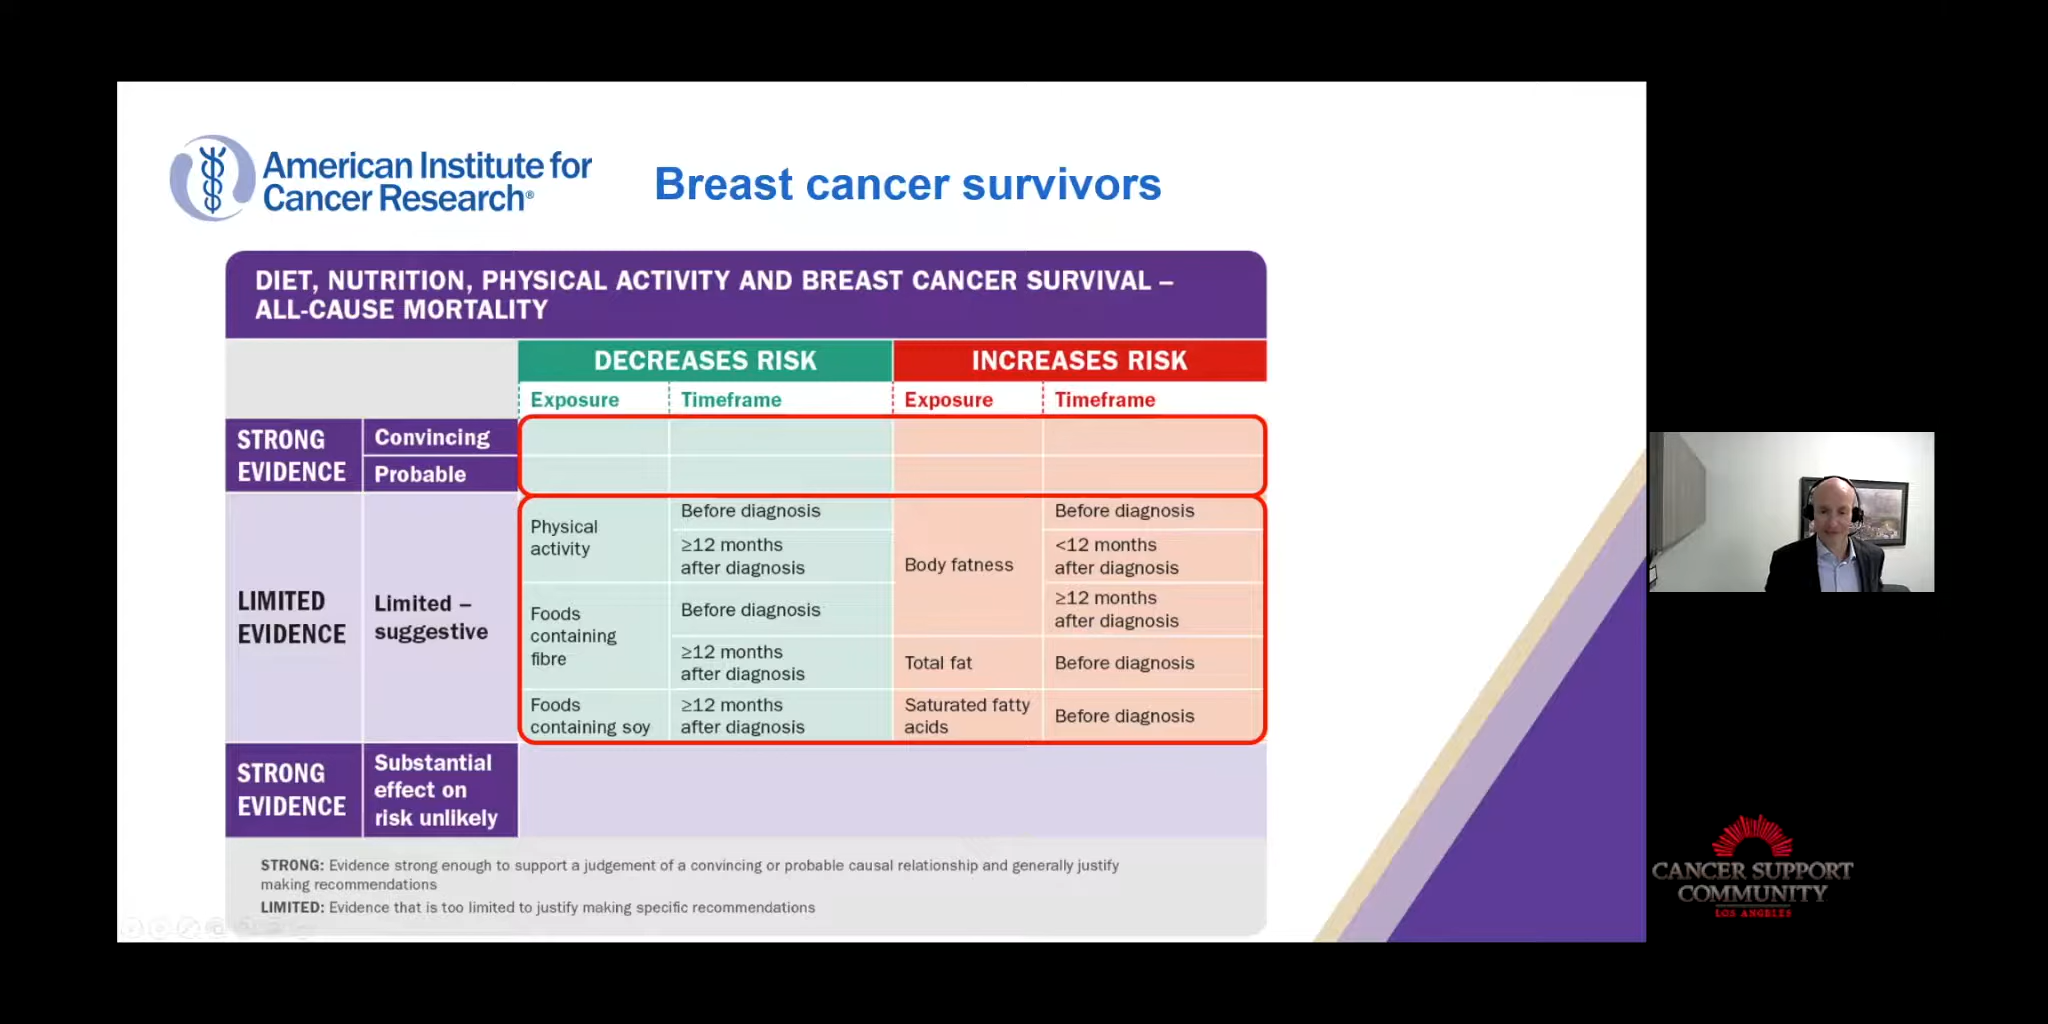 American Institute for
Cancer Research®
Breast cancer survivors
DIET, NUTRITION, PHYSICAL ACTIVITY AND BREAST CANCER SURVIVAL –
ALL-CAUSE MORTALITY
DECREASES RISK
INCREASES RISK
Exposure
Timeframe
Exposure
Timeframe
STRONG
EVIDENCE
Convincing
Probable
LIMITED
EVIDENCE
Limited –
suggestive
Physical
activity
Before diagnosis
≥12 months
after diagnosis
Foods
containing
fibre
Before diagnosis
≥12 months
after diagnosis
Foods
containing soy
≥12 months
after diagnosis
Body fatness
Before diagnosis
<12 months
after diagnosis
≥12 months
after diagnosis
Total fat
Before diagnosis
Saturated fatty
acids
Before diagnosis
STRONG
EVIDENCE
Substantial
effect on
risk unlikely
STRONG: Evidence strong enough to support a judgement of a convincing or probable causal relationship and generally justify
making recommendations
LIMITED: Evidence that is too limited to justify making specific recommendations
CANCER SUPPORT
COMMUNITY
LOS ANGELES